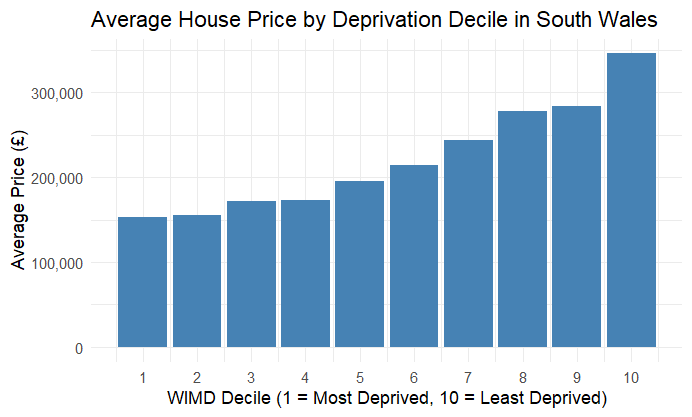 Average House Price by Deprivation Decile in South Wales
Average Price (£)
300,000
200,000
100,000
0
1 2 3 4 5 6 7 8 9 10
WIMD Decile (1 = Most Deprived, 10 = Least Deprived)